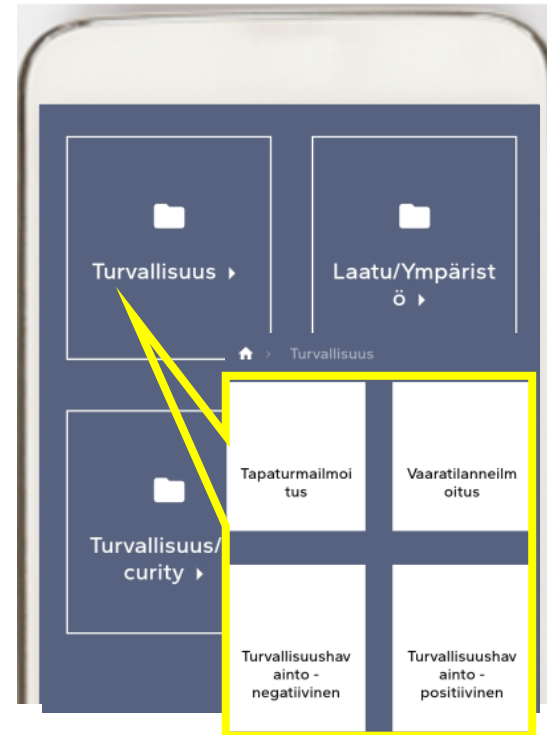 Turvallisuus
Laatu/Ympärist
ö
Turvallisuus
Turvallisuus/
curity
Tapaturmailmoi
tus
Vaaratilanneilm
oitus
Turvallisuushav
ainto -
negatiivinen
Turvallisuushav
ainto -
positiivinen